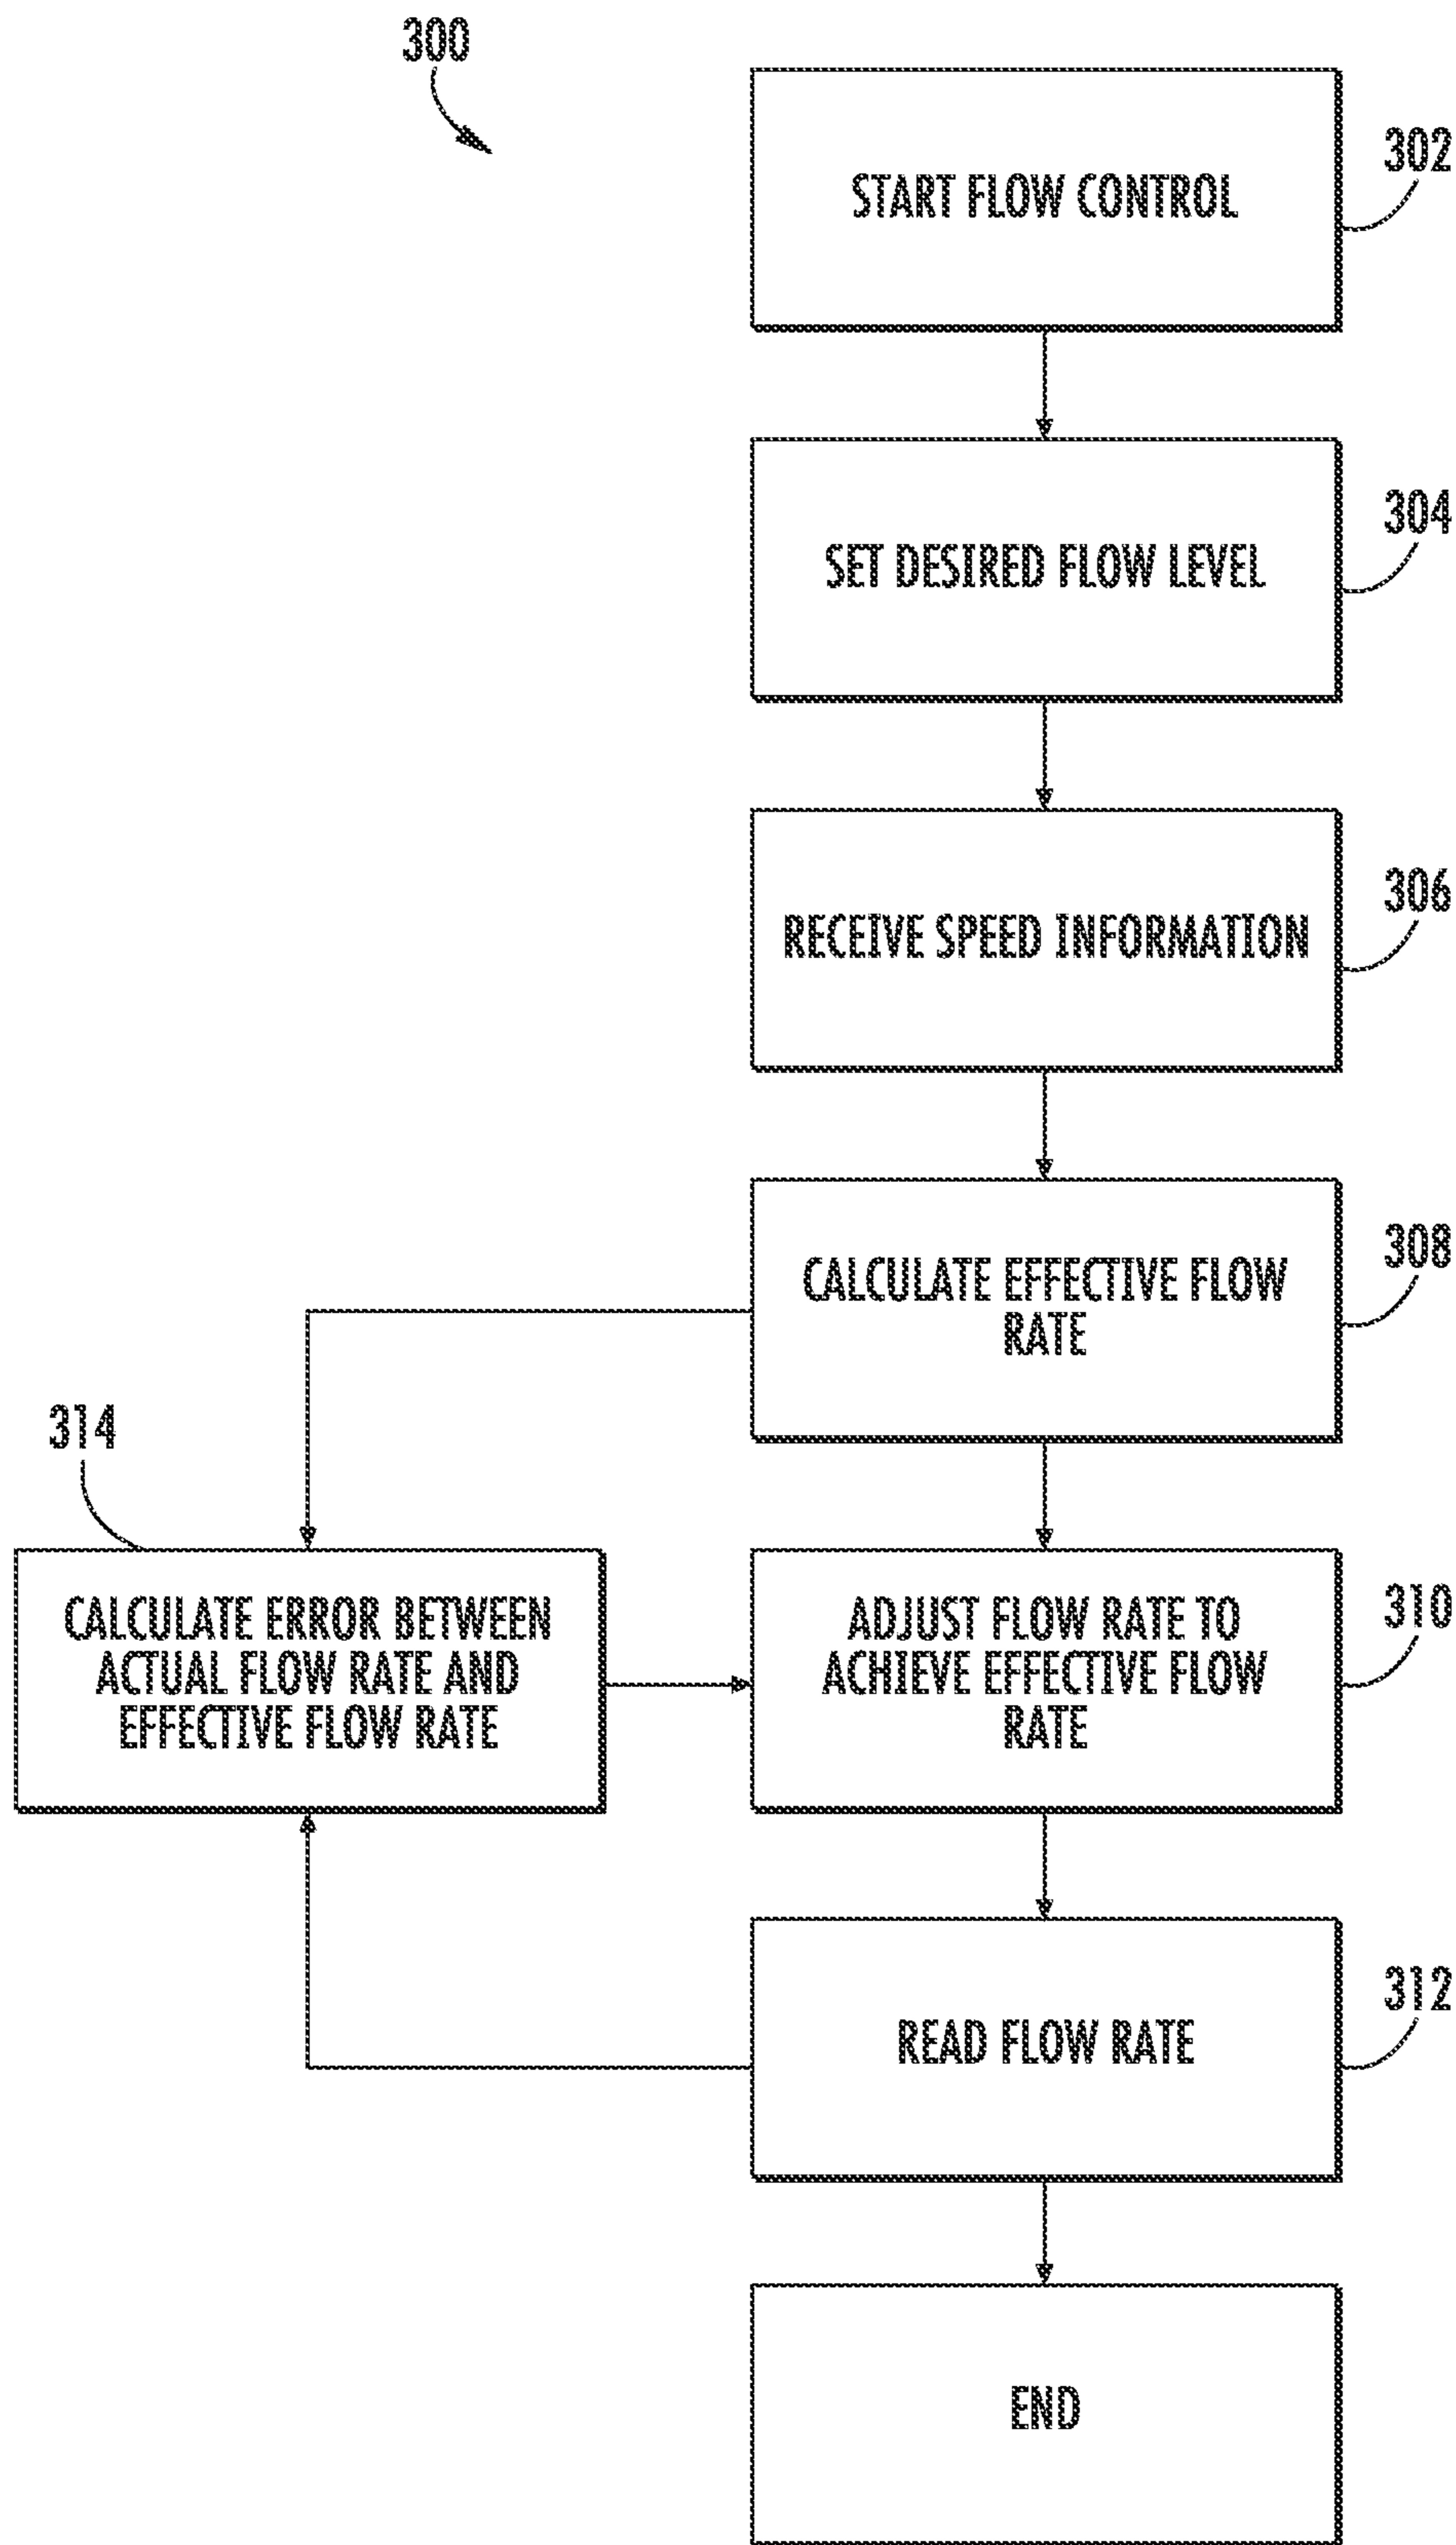 300
START FLOW CONTROL
302
SET DESIRED FLOW LEVEL
304
RECEIVE SPEED INFORMATION
306
CALCULATE EFFECTIVE FLOW
RATE
308
314
CALCULATE ERROR BETWEEN
ACTUAL FLOW RATE AND
EFFECTIVE FLOW RATE
ADJUST FLOW RATE TO
ACHIEVE EFFECTIVE FLOW
RATE
310
READ FLOW RATE
312
END